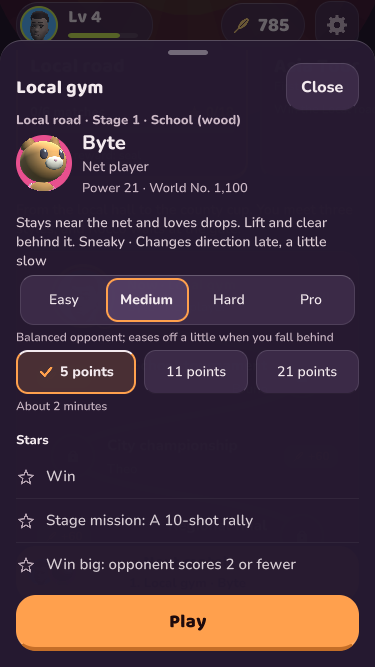 Lv 4
785
Local gym
Close
Local road · Stage 1 · School (wood)
Byte
Net player
Power 21 · World No. 1,100
Stays near the net and loves drops. Lift and clear
behind it. Sneaky · Changes direction late, a little
slow
Easy
Medium
Hard
Pro
Balanced opponent; eases off a little when you fall behind
5 points
11 points
21 points
About 2 minutes
Stars
Win
Stage mission: A 10-shot rally
Win big: opponent scores 2 or fewer
Play